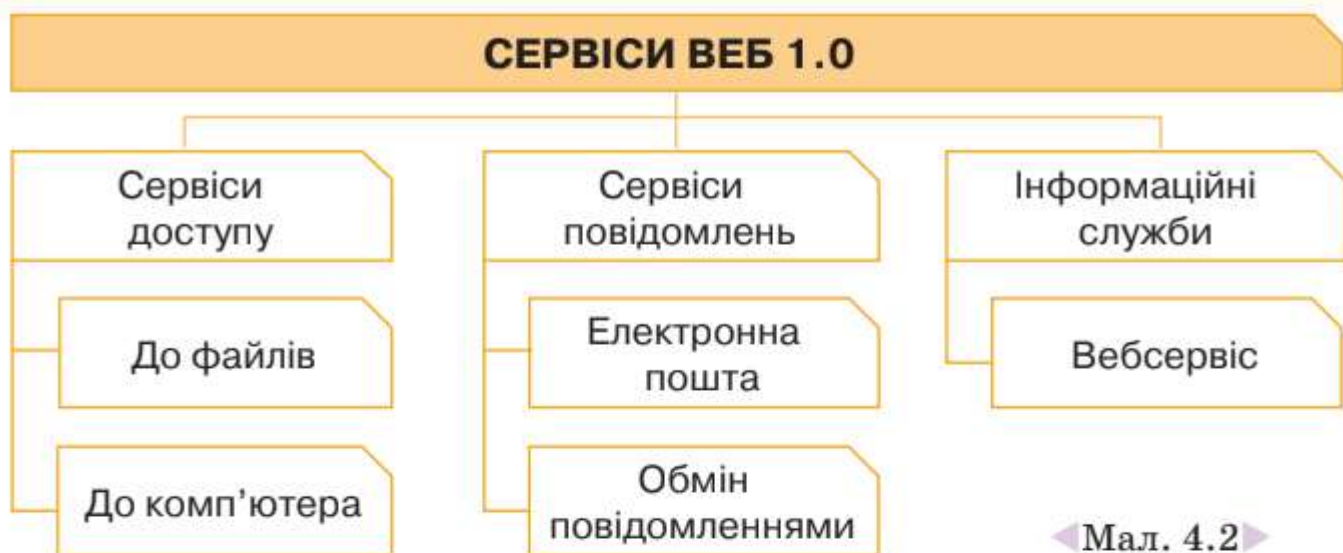 СЕРВІСИ ВЕБ 1.0
Сервіси
доступу
До файлів
До комп’ютера
Сервіси
повідомлень
Електронна
пошта
Обмін
повідомленнями
Інформаційні
служби
Вебсервіс
Мал. 4.2